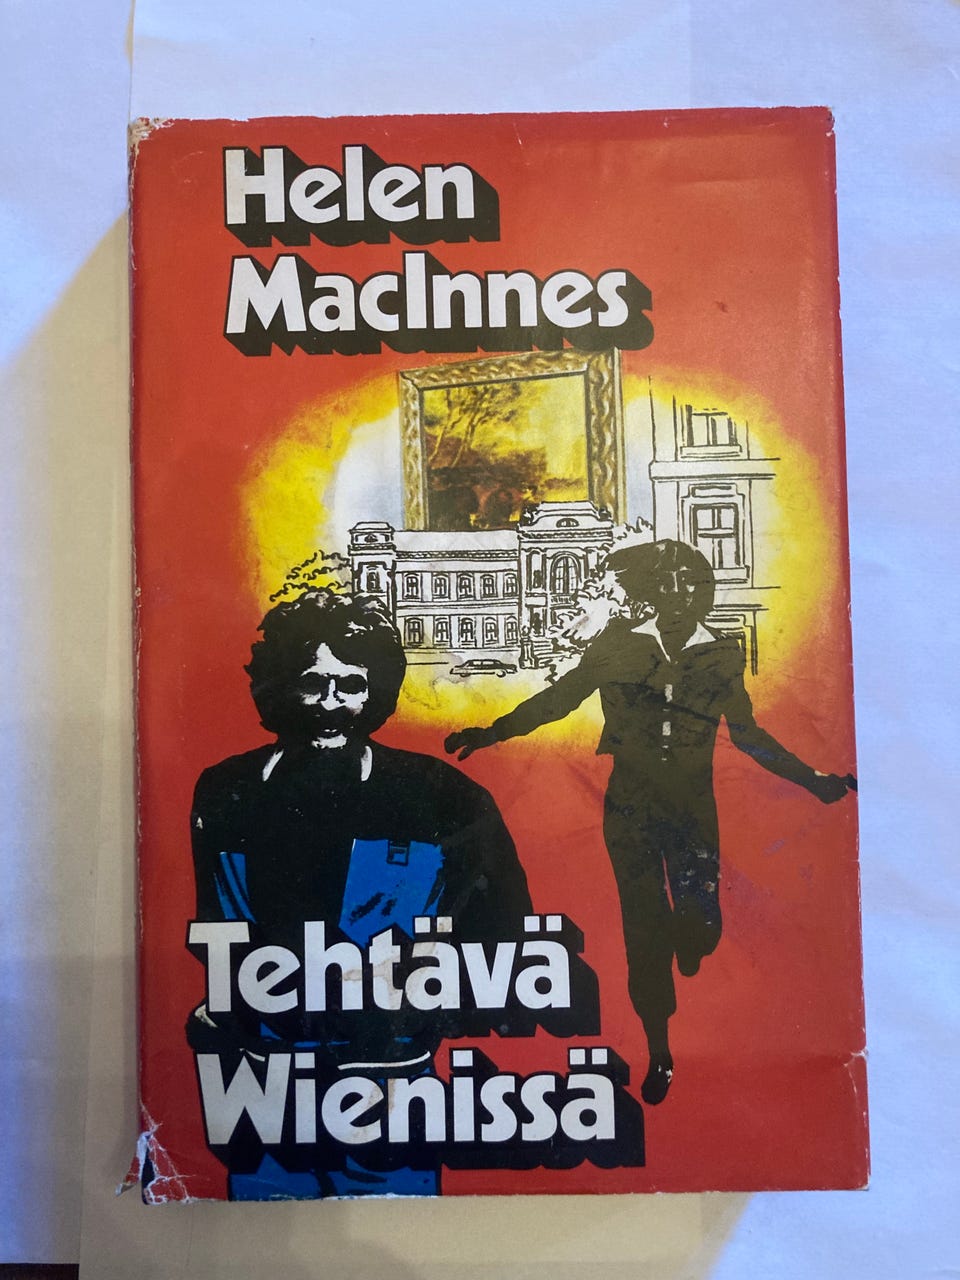 Helen
MacInnes
Tehtävä
Wienissä